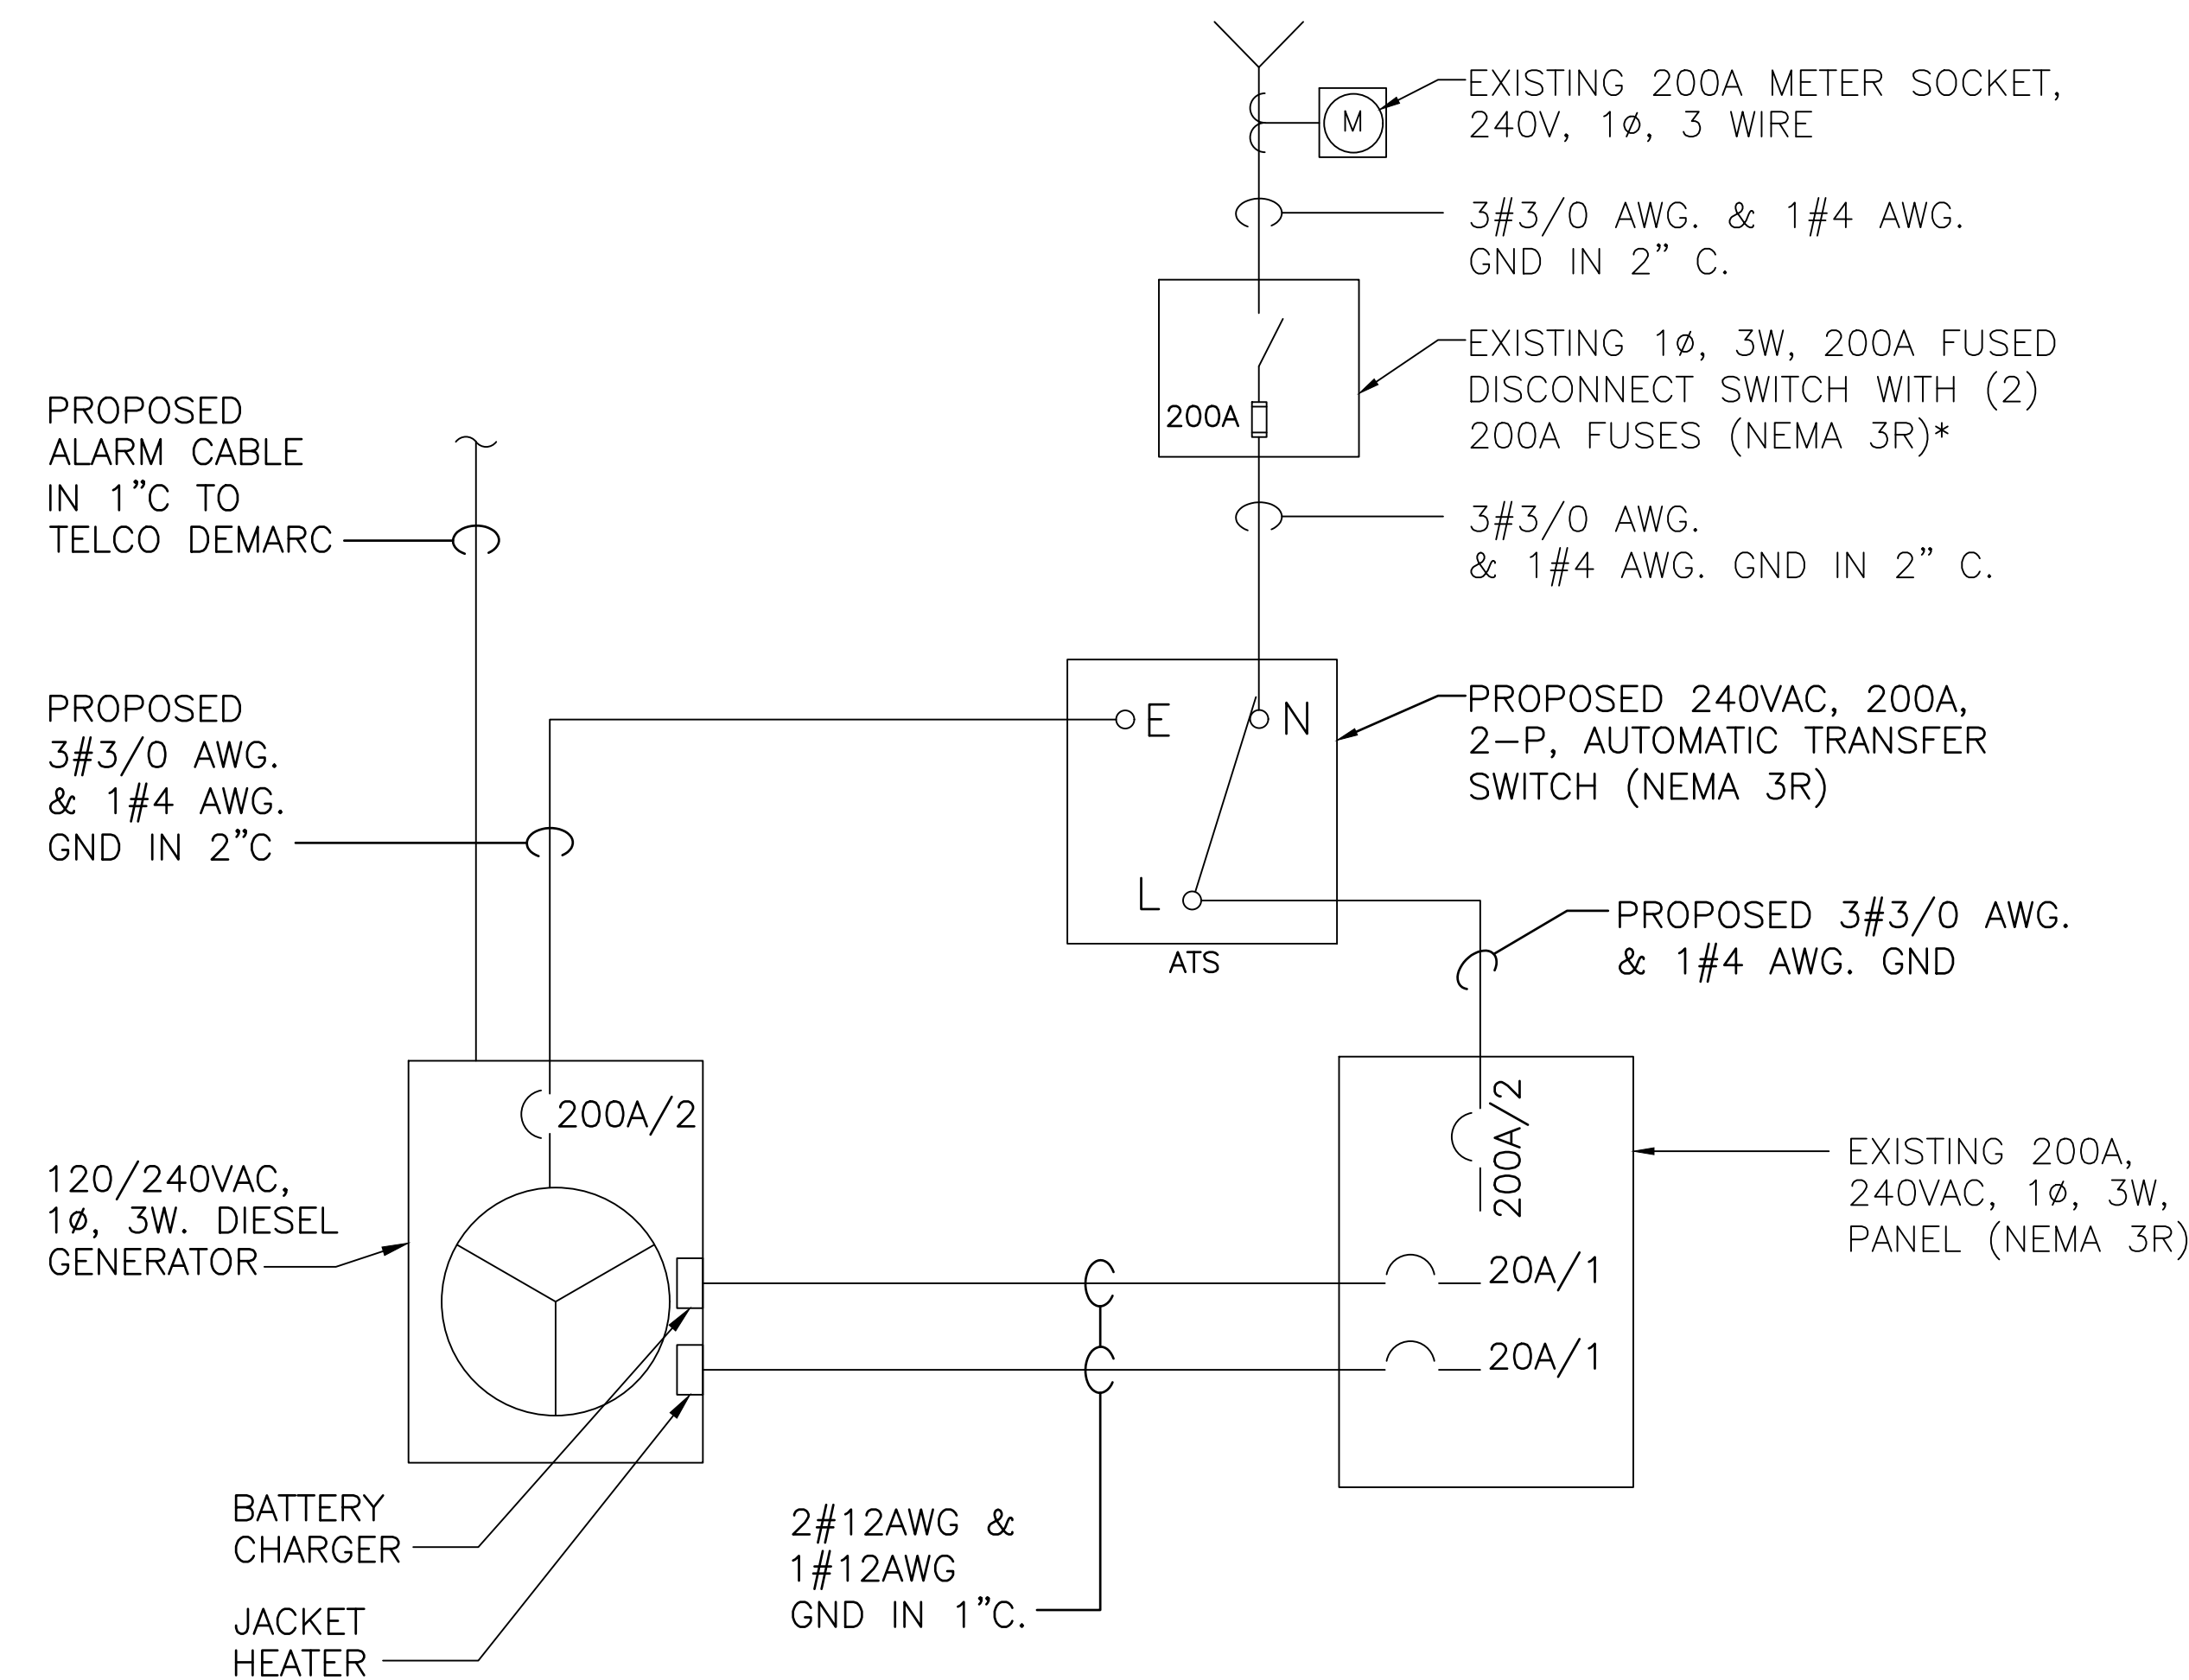 M
EXISTING 200A METER SOCKET,
240V, 1ø, 3 WIRE
3#3/0 AWG. & 1#4 AWG.
GND IN 2" C.
EXISTING 1ø, 3W, 200A FUSED
DISCONNECT SWITCH WITH (2)
200A FUSES (NEMA 3R)*
200A
PROPOSED
ALARM CABLE
IN 1"C TO
TELCO DEMARC
3#3/0 AWG.
& 1#4 AWG. GND IN 2" C.
PROPOSED
3#3/0 AWG.
& 1#4 AWG.
GND IN 2"C
E
N
L
ATS
PROPOSED 240VAC, 200A,
2-P, AUTOMATIC TRANSFER
SWITCH (NEMA 3R)
PROPOSED 3#3/0 AWG.
& 1#4 AWG. GND
200A/2
200A/2
120/240VAC,
1ø, 3W. DIESEL
GENERATOR
EXISTING 200A,
240VAC, 1ø, 3W,
PANEL (NEMA 3R)
20A/1
20A/1
BATTERY
CHARGER
JACKET
HEATER
2#12AWG &
1#12AWG
GND IN 1"C.